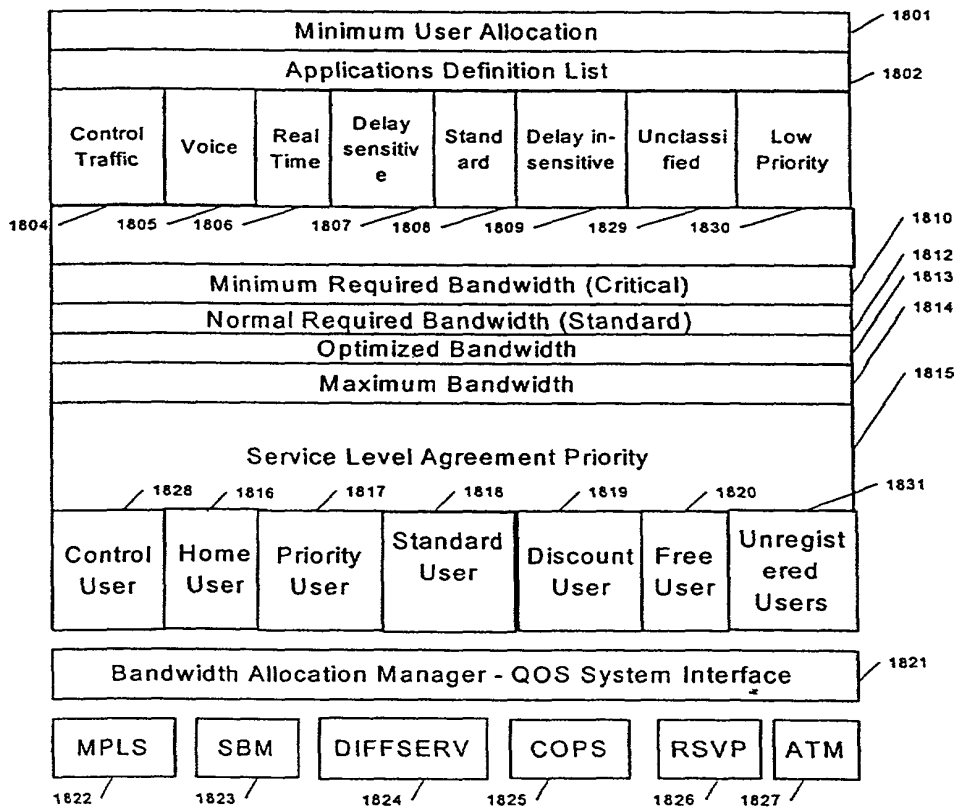 1801
Minimum User Allocation
Applications Definition List
1802
Control
Traffic
Voice
Real
Time
Delay
sensitiv
e
Stand
ard
Delay in-
sensitive
Unclassi
fied
Low
Priority
1804
1805
1806
1807
1808
1809
1829
1830
1810
1812
1813
1814
1815
Minimum Required Bandwidth (Critical)
Normal Required Bandwidth (Standard)
Optimized Bandwidth
Maximum Bandwidth
Service Level Agreement Priority
1828
1816
1817
1818
1819
1820
1831
Control
User
Home
User
Priority
User
Standard
User
Discount
User
Free
User
Unregist
ered
Users
Bandwidth Allocation Manager - QOS System Interface
1821
MPLS
SBM
DIFFSERV
COPS
RSVP
ATM
1822
1823
1824
1825
1826
1827